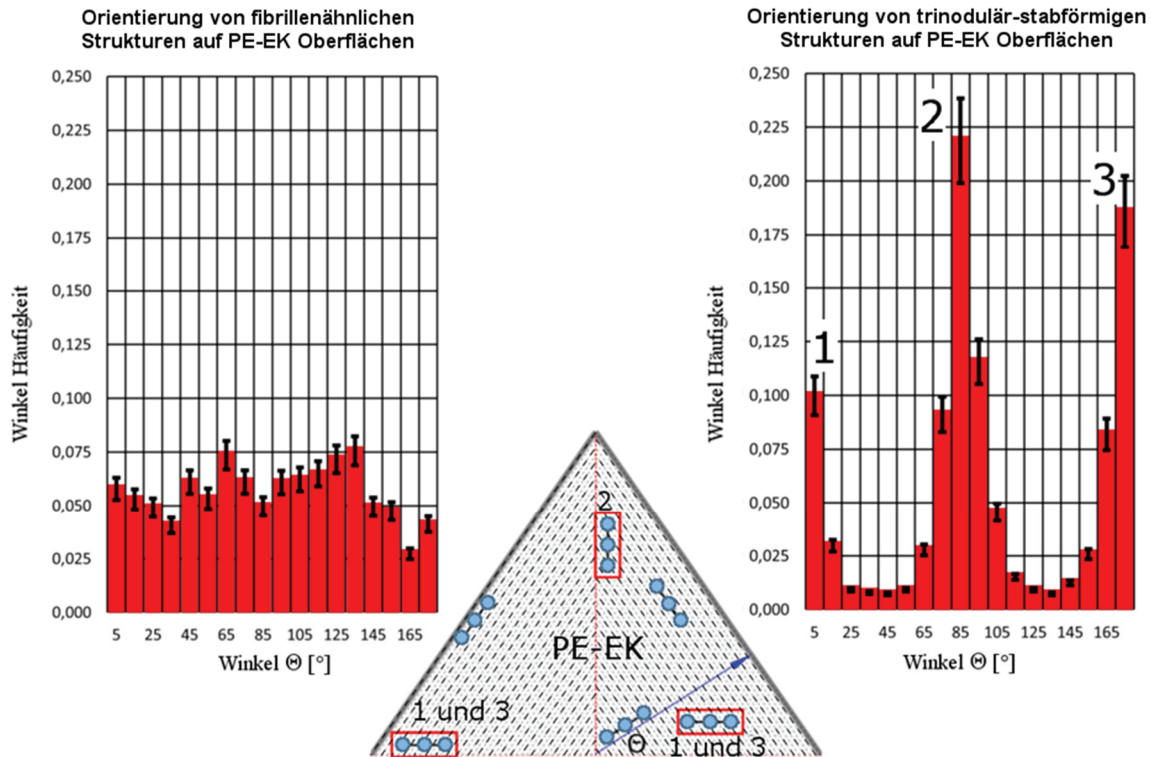 Orientierung von fibrillenähnlichen
Strukturen auf PE-EK Oberflächen
0,250
0,225
0,200
0,175
0,150
0,125
0,100
0,075
0,050
0,025
0,000
Winkel Häufigkeit
5 25 45 65 85 105 125 145 165
Winkel Θ [°]
Orientierung von trinodulär-stabförmigen
Strukturen auf PE-EK Oberflächen
0,250
0,225
0,200
0,175
0,150
0,125
0,100
0,075
0,050
0,025
0,000
Winkel Häufigkeit
1
2
3
5 25 45 65 85 105 125 145 165
Winkel Θ [°]
2
PE-EK
1 und 3
Θ
1 und 3